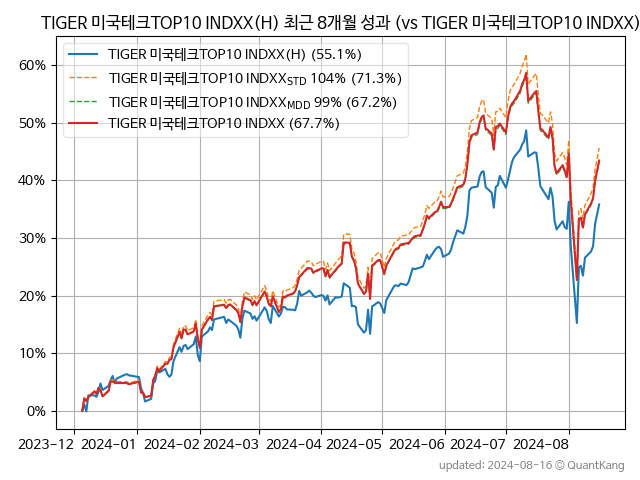 TIGER 미국테크TOP10 INDXX(H) 최근 8개월 성과 (vs TIGER 미국테크TOP10 INDXX)
TIGER 미국테크TOP10 INDXX(H) (55.1%)
TIGER 미국테크TOP10 INDXXSTD 104% (71.3%)
TIGER 미국테크TOP10 INDXXMDD 99% (67.2%)
TIGER 미국테크TOP10 INDXX (67.7%)
60%
50%
40%
30%
20%
10%
0%
2023-12 2024-01 2024-02 2024-03 2024-04 2024-05 2024-06 2024-07 2024-08
updated: 2024-08-16 © QuantKang